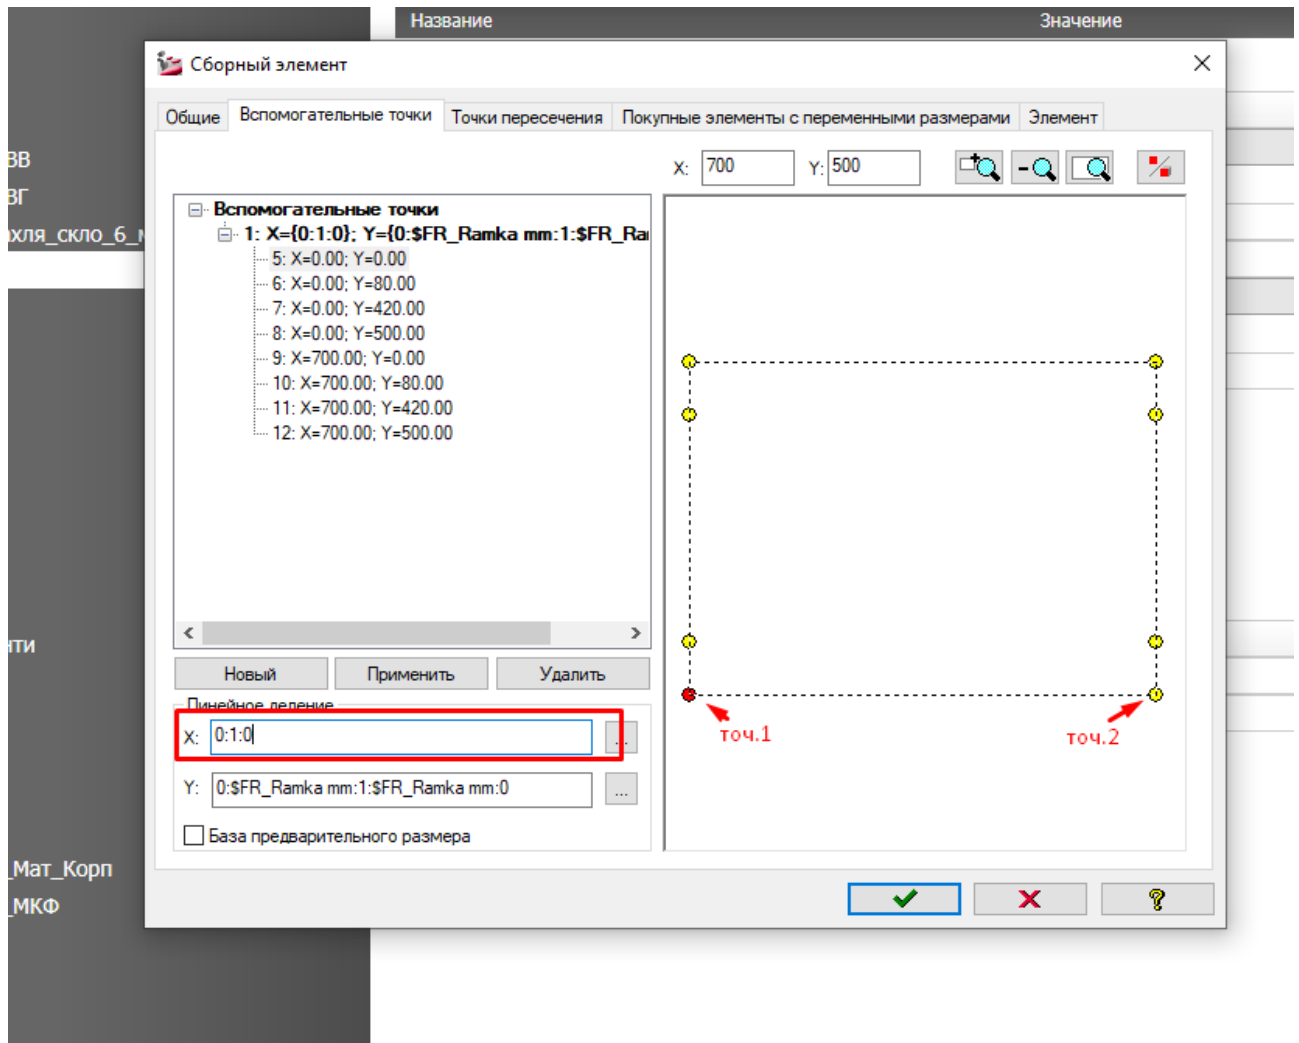 Название Значение
Сборный элемент
Общие Вспомогательные точки Точки пересечения Покупные элементы с переменными размерами Элемент
X: 700 Y: 500
ВВ
ВГ
хля_скло_6_м
Вспомогательные точки
1: X={0:1:0}; Y={0:$FR_Ramka mm:1:$FR_Ra
5: X=0.00; Y=0.00
6: X=0.00; Y=80.00
7: X=0.00; Y=420.00
8: X=0.00; Y=500.00
9: X=700.00; Y=0.00
10: X=700.00; Y=80.00
11: X=700.00; Y=420.00
12: X=700.00; Y=500.00
нти
Новый Применить Удалить
Линейное деление
X: 0:1:0 ...
точ.1 точ.2
Y: 0:$FR_Ramka mm:1:$FR_Ramka mm:0 ...
База предварительного размера
_Мат_Корп
_МКФ